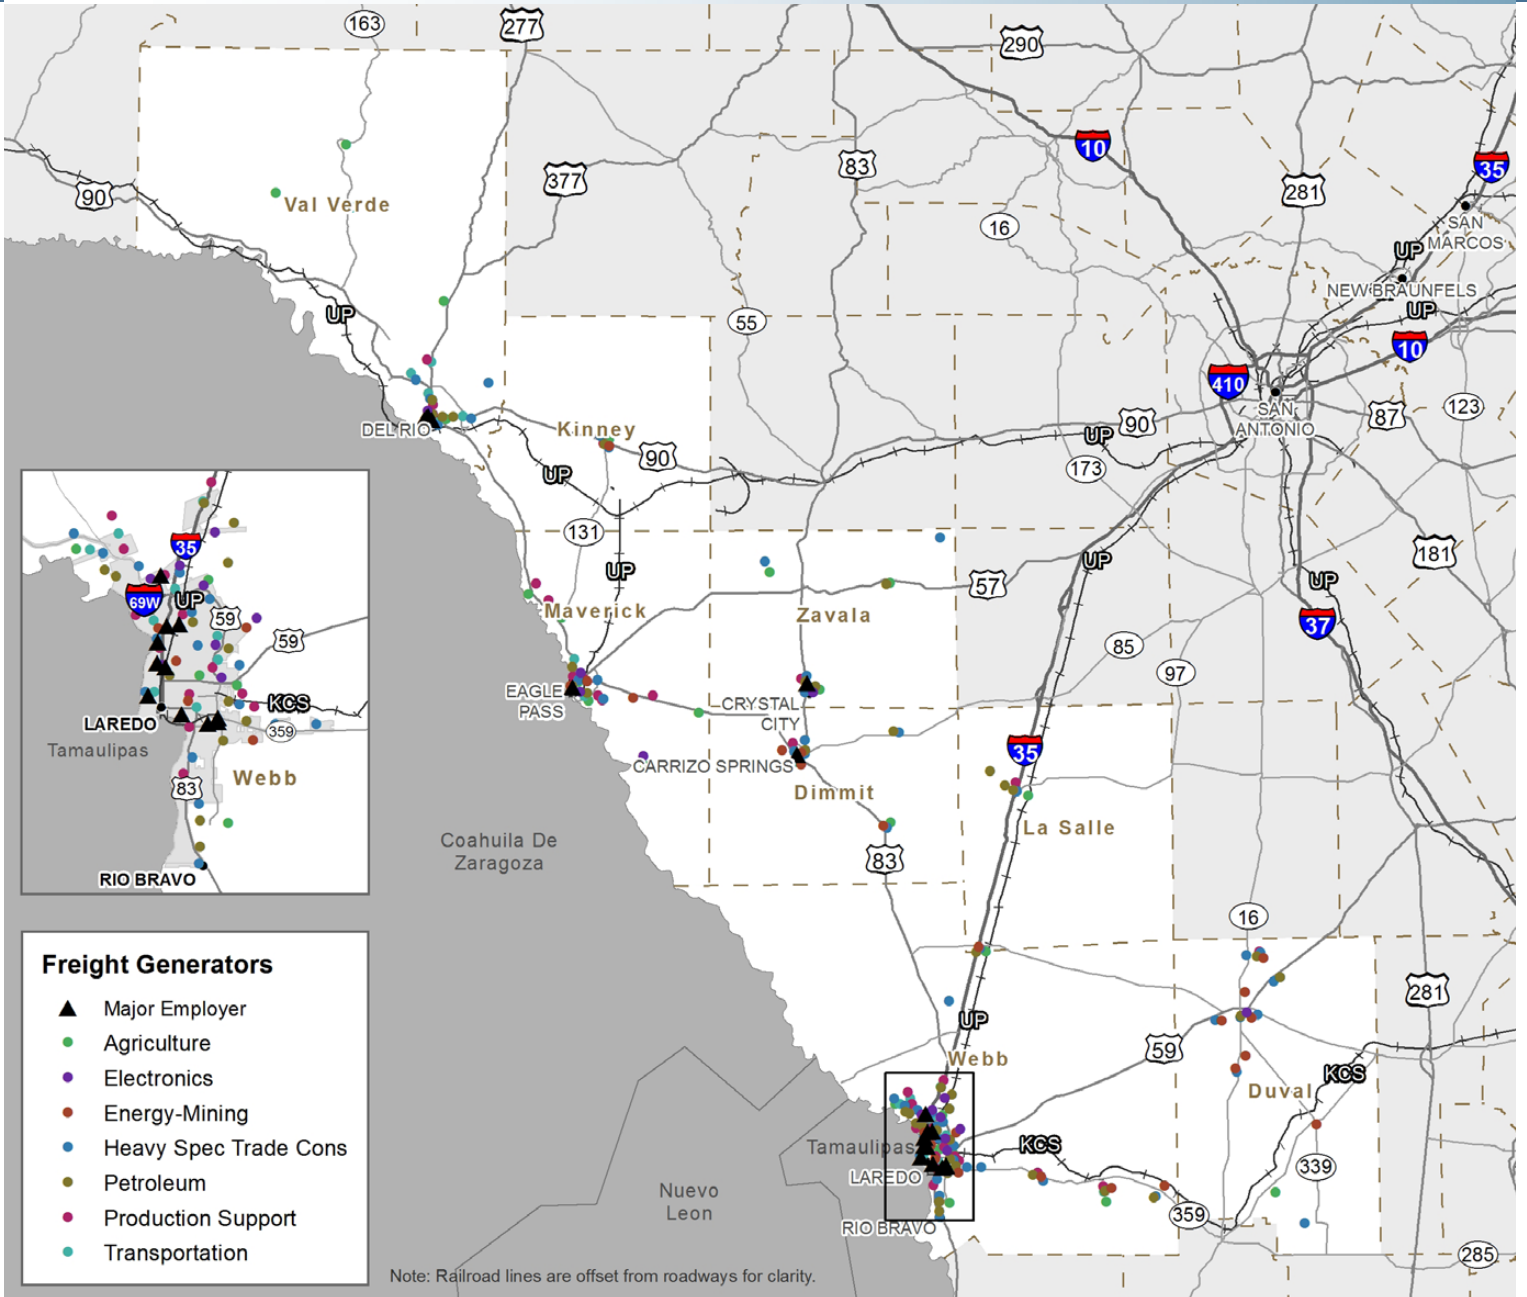 163
277
290
10
35
90
377
83
281
Val Verde
16
SAN
MARCOS
UP
NEW BRAUNFELS
UP
UP
55
10
410
SAN
ANTONIO
90
87
123
DEL RIO
Kinney
90
UP
UP
173
131
UP
UP
181
57
UP
37
Maverick
Zavala
85
97
EAGLE
PASS
CRYSTAL
CITY
35
CARRIZO SPRINGS
Dimmit
La Salle
83
Coahuila De
Zaragoza
16
281
UP
Webb
59
KCS
Duval
Tamaulipas
KCS
LAREDO
339
Nuevo
Leon
RIO BRAVO
359
285
35
69W
UP
59
59
KCS
LAREDO
359
Tamaulipas
Webb
83
RIO BRAVO
Freight Generators
Major Employer
Agriculture
Electronics
Energy-Mining
Heavy Spec Trade Cons
Petroleum
Production Support
Transportation
Note: Railroad lines are offset from roadways for clarity.